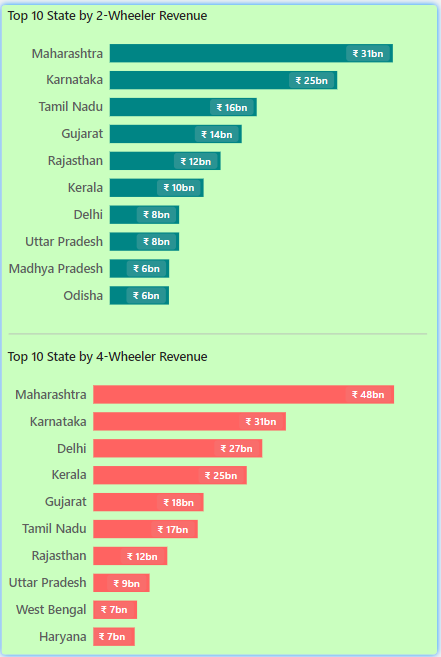 Top 10 State by 2-Wheeler Revenue
Maharashtra ₹ 31bn
Karnataka ₹ 25bn
Tamil Nadu ₹ 16bn
Gujarat ₹ 14bn
Rajasthan ₹ 12bn
Kerala ₹ 10bn
Delhi ₹ 8bn
Uttar Pradesh ₹ 8bn
Madhya Pradesh ₹ 6bn
Odisha ₹ 6bn
Top 10 State by 4-Wheeler Revenue
Maharashtra ₹ 48bn
Karnataka ₹ 31bn
Delhi ₹ 27bn
Kerala ₹ 25bn
Gujarat ₹ 18bn
Tamil Nadu ₹ 17bn
Rajasthan ₹ 12bn
Uttar Pradesh ₹ 9bn
West Bengal ₹ 7bn
Haryana ₹ 7bn